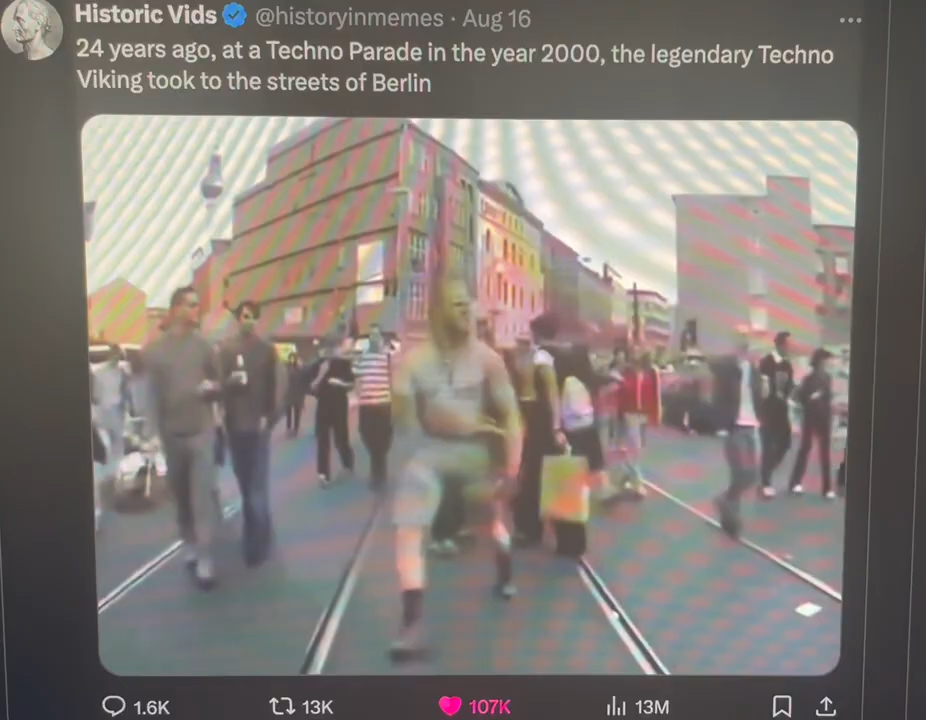 Historic Vids @historyinmemes · Aug 16
24 years ago, at a Techno Parade in the year 2000, the legendary Techno
Viking took to the streets of Berlin
1.6K 13K 107K 13M